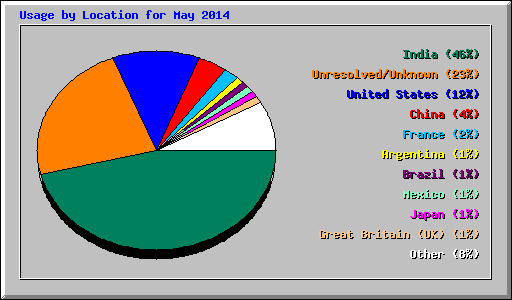 Usage by Location for May 2014
India (46%)
Unresolved/Unknown (23%)
United States (12%)
China (4%)
France (2%)
Argentina (1%)
Brazil (1%)
Mexico (1%)
Japan (1%)
Great Britain (UK) (1%)
Other (8%)